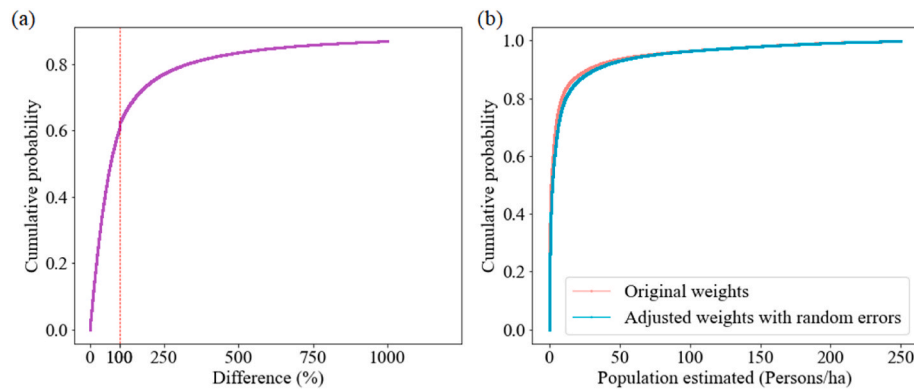 (a)
Cumulative probability
0.8
0.6
0.4
0.2
0.0
0 100 250 500 750 1000
Difference (%)
(b)
Cumulative probability
1.0
0.8
0.6
0.4
0.2
0.0
Original weights
Adjusted weights with random errors
0 50 100 150 200 250
Population estimated (Persons/ha)